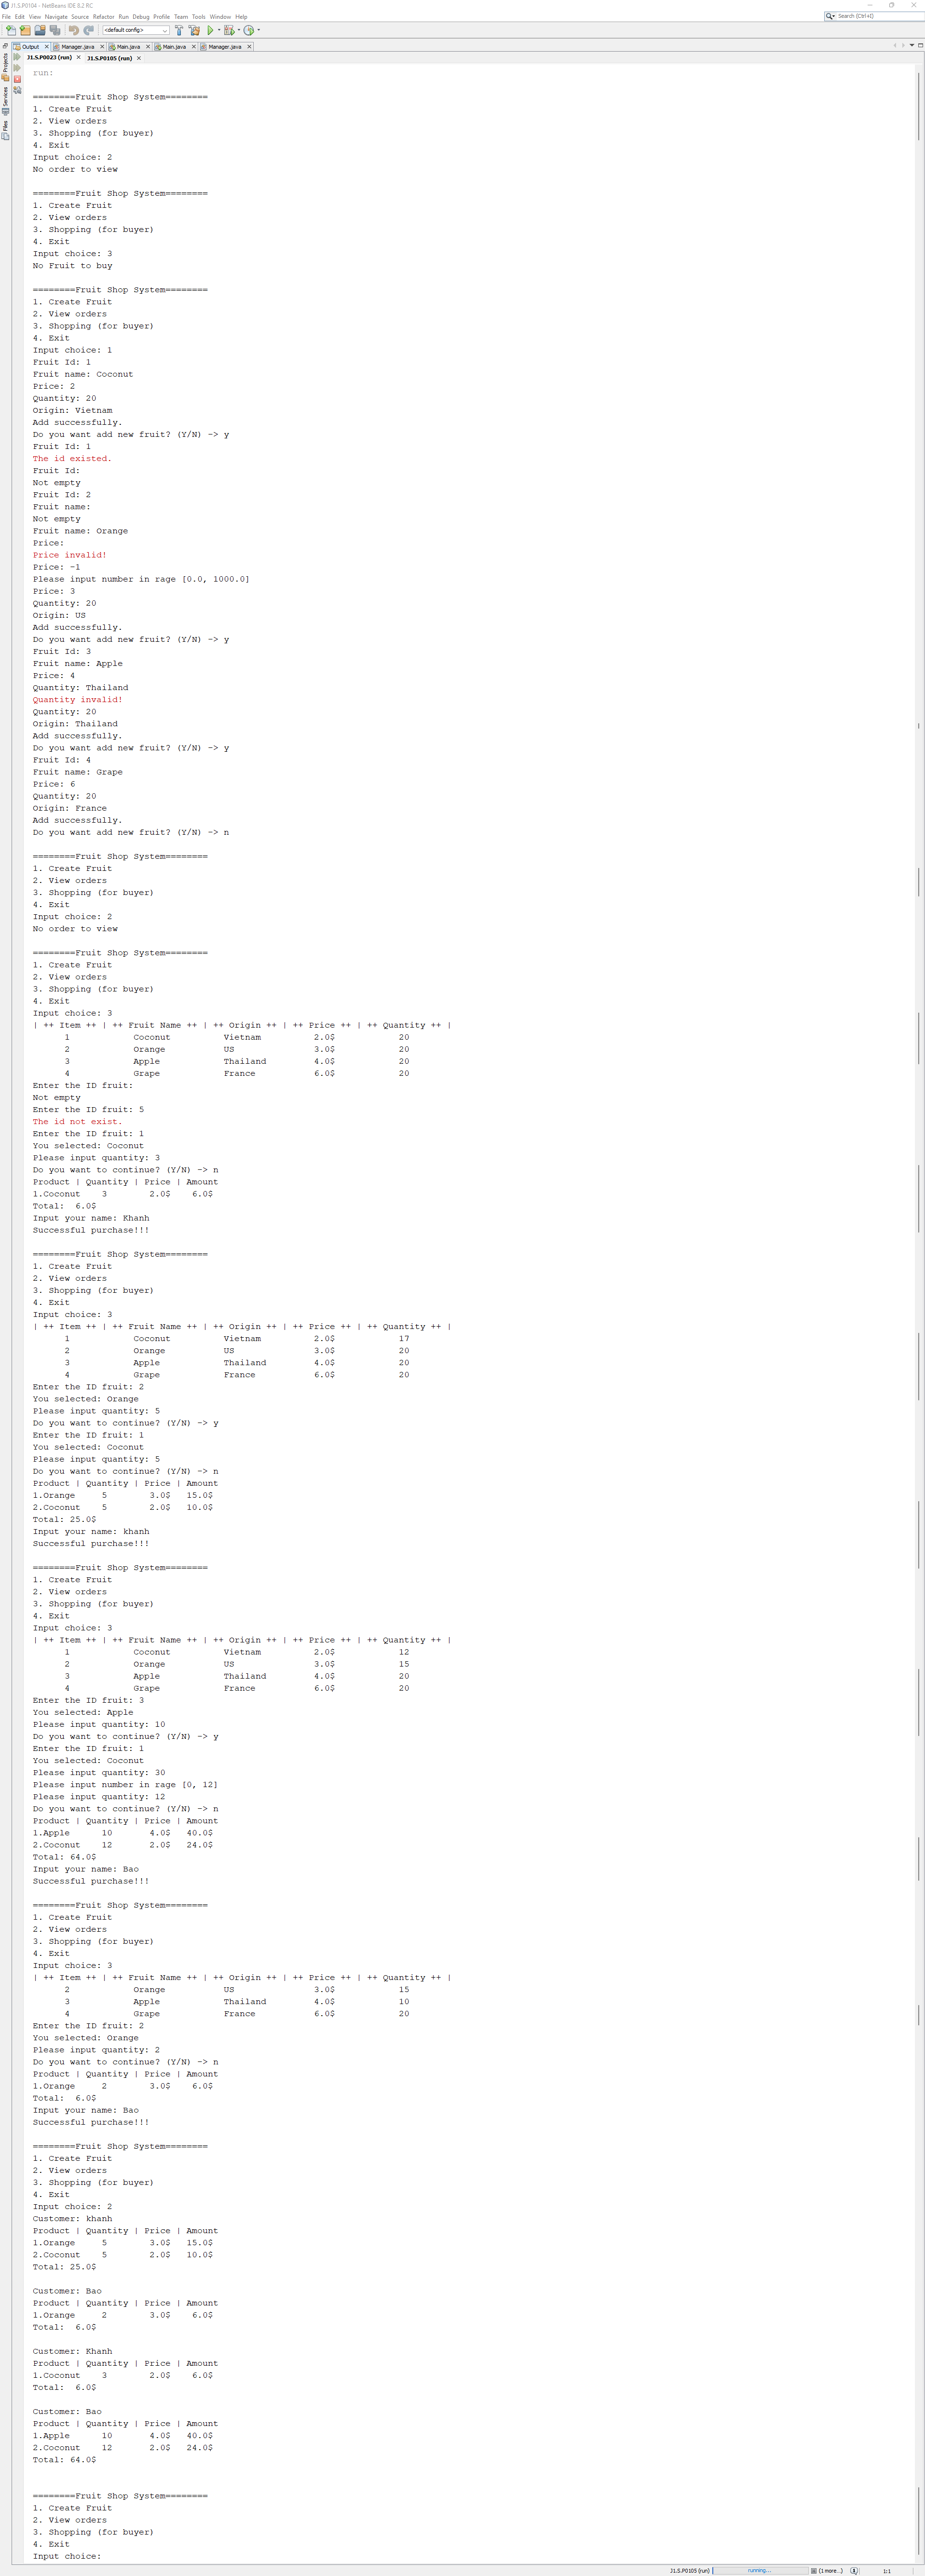 J1.S.P0104 - NetBeans IDE 8.2 RC
File Edit View Navigate Source Refactor Run Debug Profile Team Tools Window Help
Search (Ctrl+I)
<default config>
Output Manager.java Main.java Main.java Manager.java
J1.S.P0023 (run) J1.S.P0105 (run)
Projects
Services
Files
run:
========Fruit Shop System========
1. Create Fruit
2. View orders
3. Shopping (for buyer)
4. Exit
Input choice: 2
No order to view
========Fruit Shop System========
1. Create Fruit
2. View orders
3. Shopping (for buyer)
4. Exit
Input choice: 3
No Fruit to buy
========Fruit Shop System========
1. Create Fruit
2. View orders
3. Shopping (for buyer)
4. Exit
Input choice: 1
Fruit Id: 1
Fruit name: Coconut
Price: 2
Quantity: 20
Origin: Vietnam
Add successfully.
Do you want add new fruit? (Y/N) -> y
Fruit Id: 1
The id existed.
Fruit Id:
Not empty
Fruit Id: 2
Fruit name:
Not empty
Fruit name: Orange
Price:
Price invalid!
Price: -1
Please input number in rage [0.0, 1000.0]
Price: 3
Quantity: 20
Origin: US
Add successfully.
Do you want add new fruit? (Y/N) -> y
Fruit Id: 3
Fruit name: Apple
Price: 4
Quantity: Thailand
Quantity invalid!
Quantity: 20
Origin: Thailand
Add successfully.
Do you want add new fruit? (Y/N) -> y
Fruit Id: 4
Fruit name: Grape
Price: 6
Quantity: 20
Origin: France
Add successfully.
Do you want add new fruit? (Y/N) -> n
========Fruit Shop System========
1. Create Fruit
2. View orders
3. Shopping (for buyer)
4. Exit
Input choice: 2
No order to view
========Fruit Shop System========
1. Create Fruit
2. View orders
3. Shopping (for buyer)
4. Exit
Input choice: 3
| ++ Item ++ | ++ Fruit Name ++ | ++ Origin ++ | ++ Price ++ | ++ Quantity ++ |
1 Coconut Vietnam 2.0$ 20
2 Orange US 3.0$ 20
3 Apple Thailand 4.0$ 20
4 Grape France 6.0$ 20
Enter the ID fruit:
Not empty
Enter the ID fruit: 5
The id not exist.
Enter the ID fruit: 1
You selected: Coconut
Please input quantity: 3
Do you want to continue? (Y/N) -> n
Product | Quantity | Price | Amount
1.Coconut 3 2.0$ 6.0$
Total: 6.0$
Input your name: Khanh
Successful purchase!!!
========Fruit Shop System========
1. Create Fruit
2. View orders
3. Shopping (for buyer)
4. Exit
Input choice: 3
| ++ Item ++ | ++ Fruit Name ++ | ++ Origin ++ | ++ Price ++ | ++ Quantity ++ |
1 Coconut Vietnam 2.0$ 17
2 Orange US 3.0$ 20
3 Apple Thailand 4.0$ 20
4 Grape France 6.0$ 20
Enter the ID fruit: 2
You selected: Orange
Please input quantity: 5
Do you want to continue? (Y/N) -> y
Enter the ID fruit: 1
You selected: Coconut
Please input quantity: 5
Do you want to continue? (Y/N) -> n
Product | Quantity | Price | Amount
1.Orange 5 3.0$ 15.0$
2.Coconut 5 2.0$ 10.0$
Total: 25.0$
Input your name: khanh
Successful purchase!!!
========Fruit Shop System========
1. Create Fruit
2. View orders
3. Shopping (for buyer)
4. Exit
Input choice: 3
| ++ Item ++ | ++ Fruit Name ++ | ++ Origin ++ | ++ Price ++ | ++ Quantity ++ |
1 Coconut Vietnam 2.0$ 12
2 Orange US 3.0$ 15
3 Apple Thailand 4.0$ 20
4 Grape France 6.0$ 20
Enter the ID fruit: 3
You selected: Apple
Please input quantity: 10
Do you want to continue? (Y/N) -> y
Enter the ID fruit: 1
You selected: Coconut
Please input quantity: 30
Please input number in rage [0, 12]
Please input quantity: 12
Do you want to continue? (Y/N) -> n
Product | Quantity | Price | Amount
1.Apple 10 4.0$ 40.0$
2.Coconut 12 2.0$ 24.0$
Total: 64.0$
Input your name: Bao
Successful purchase!!!
========Fruit Shop System========
1. Create Fruit
2. View orders
3. Shopping (for buyer)
4. Exit
Input choice: 3
| ++ Item ++ | ++ Fruit Name ++ | ++ Origin ++ | ++ Price ++ | ++ Quantity ++ |
2 Orange US 3.0$ 15
3 Apple Thailand 4.0$ 10
4 Grape France 6.0$ 20
Enter the ID fruit: 2
You selected: Orange
Please input quantity: 2
Do you want to continue? (Y/N) -> n
Product | Quantity | Price | Amount
1.Orange 2 3.0$ 6.0$
Total: 6.0$
Input your name: Bao
Successful purchase!!!
========Fruit Shop System========
1. Create Fruit
2. View orders
3. Shopping (for buyer)
4. Exit
Input choice: 2
Customer: khanh
Product | Quantity | Price | Amount
1.Orange 5 3.0$ 15.0$
2.Coconut 5 2.0$ 10.0$
Total: 25.0$
Customer: Bao
Product | Quantity | Price | Amount
1.Orange 2 3.0$ 6.0$
Total: 6.0$
Customer: Khanh
Product | Quantity | Price | Amount
1.Coconut 3 2.0$ 6.0$
Total: 6.0$
Customer: Bao
Product | Quantity | Price | Amount
1.Apple 10 4.0$ 40.0$
2.Coconut 12 2.0$ 24.0$
Total: 64.0$
========Fruit Shop System========
1. Create Fruit
2. View orders
3. Shopping (for buyer)
4. Exit
Input choice:
J1.S.P0105 (run) running... (1 more...) 1:1